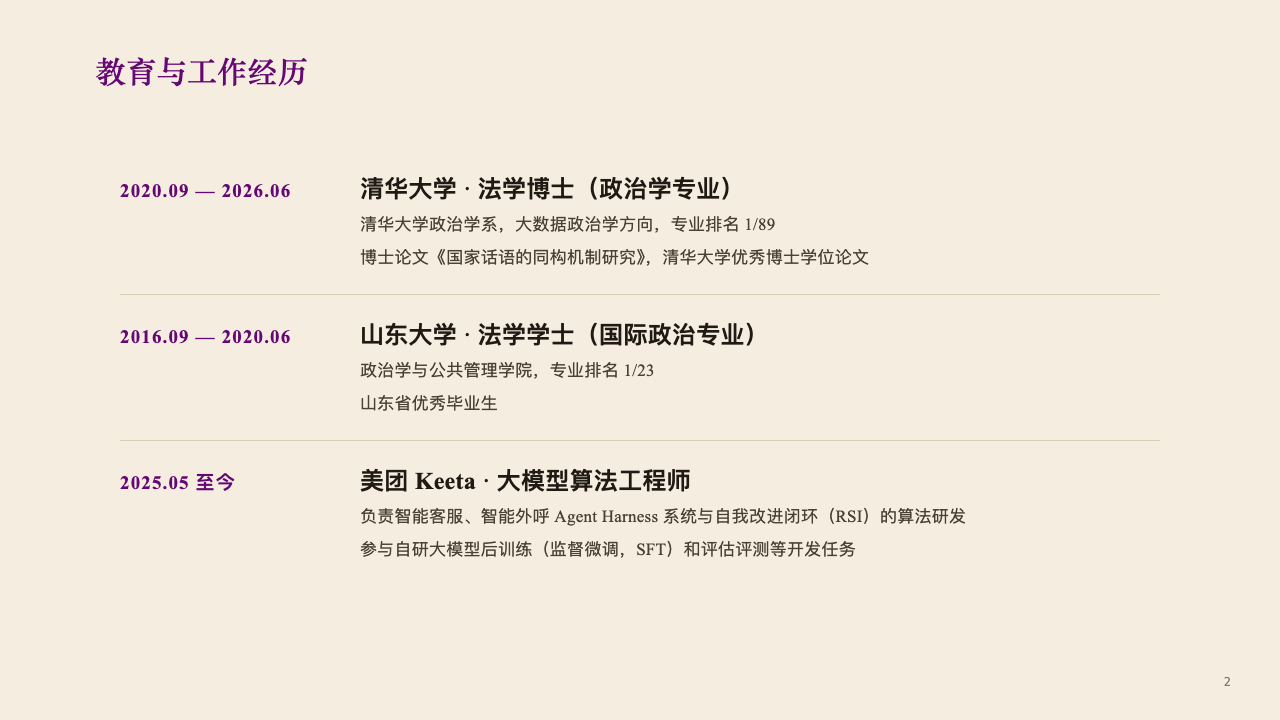 教育与工作经历
2020.09 — 2026.06
清华大学 · 法学博士（政治学专业）
清华大学政治学系，大数据政治学方向，专业排名 1/89
博士论文《国家话语的同构机制研究》，清华大学优秀博士学位论文
2016.09 — 2020.06
山东大学 · 法学学士（国际政治专业）
政治学与公共管理学院，专业排名 1/23
山东省优秀毕业生
2025.05 至今
美团 Keeta · 大模型算法工程师
负责智能客服、智能外呼 Agent Harness 系统与自我改进闭环（RSI）的算法研发
参与自研大模型后训练（监督微调，SFT）和评估评测等开发任务
2